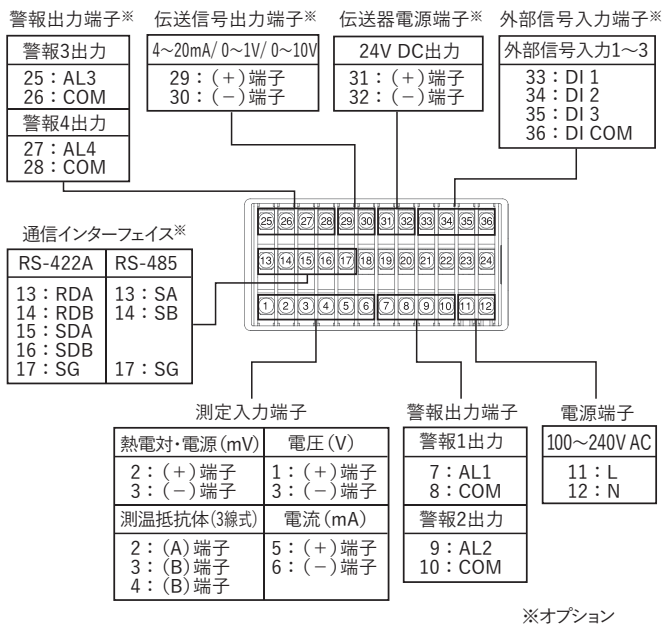 警報出力端子※
警報3出力
25：AL3
26：COM
警報4出力
27：AL4
28：COM
伝送信号出力端子※
4～20mA/ 0～1V/ 0～10V
29：(＋)端子
30：(－)端子
伝送器電源端子※
24V DC出力
31：(＋)端子
32：(－)端子
外部信号入力端子※
外部信号入力1～3
33：DI 1
34：DI 2
35：DI 3
36：DI COM
通信インターフェイス※
RS-422A RS-485
13：RDA 13：SA
14：RDB 14：SB
15：SDA
16：SDB
17：SG 17：SG
25 26 27 28 29 30 31 32 33 34 35 36
13 14 15 16 17 18 19 20 21 22 23 24
1 2 3 4 5 6 7 8 9 10 11 12
測定入力端子
熱電対・電源(mV)
2：(＋)端子
3：(－)端子
電圧(V)
1：(＋)端子
3：(－)端子
測温抵抗体(3線式)
2：(A)端子
3：(B)端子
4：(B)端子
電流(mA)
5：(＋)端子
6：(－)端子
警報出力端子
警報1出力
7：AL1
8：COM
警報2出力
9：AL2
10：COM
電源端子
100～240V AC
11：L
12：N
※オプション